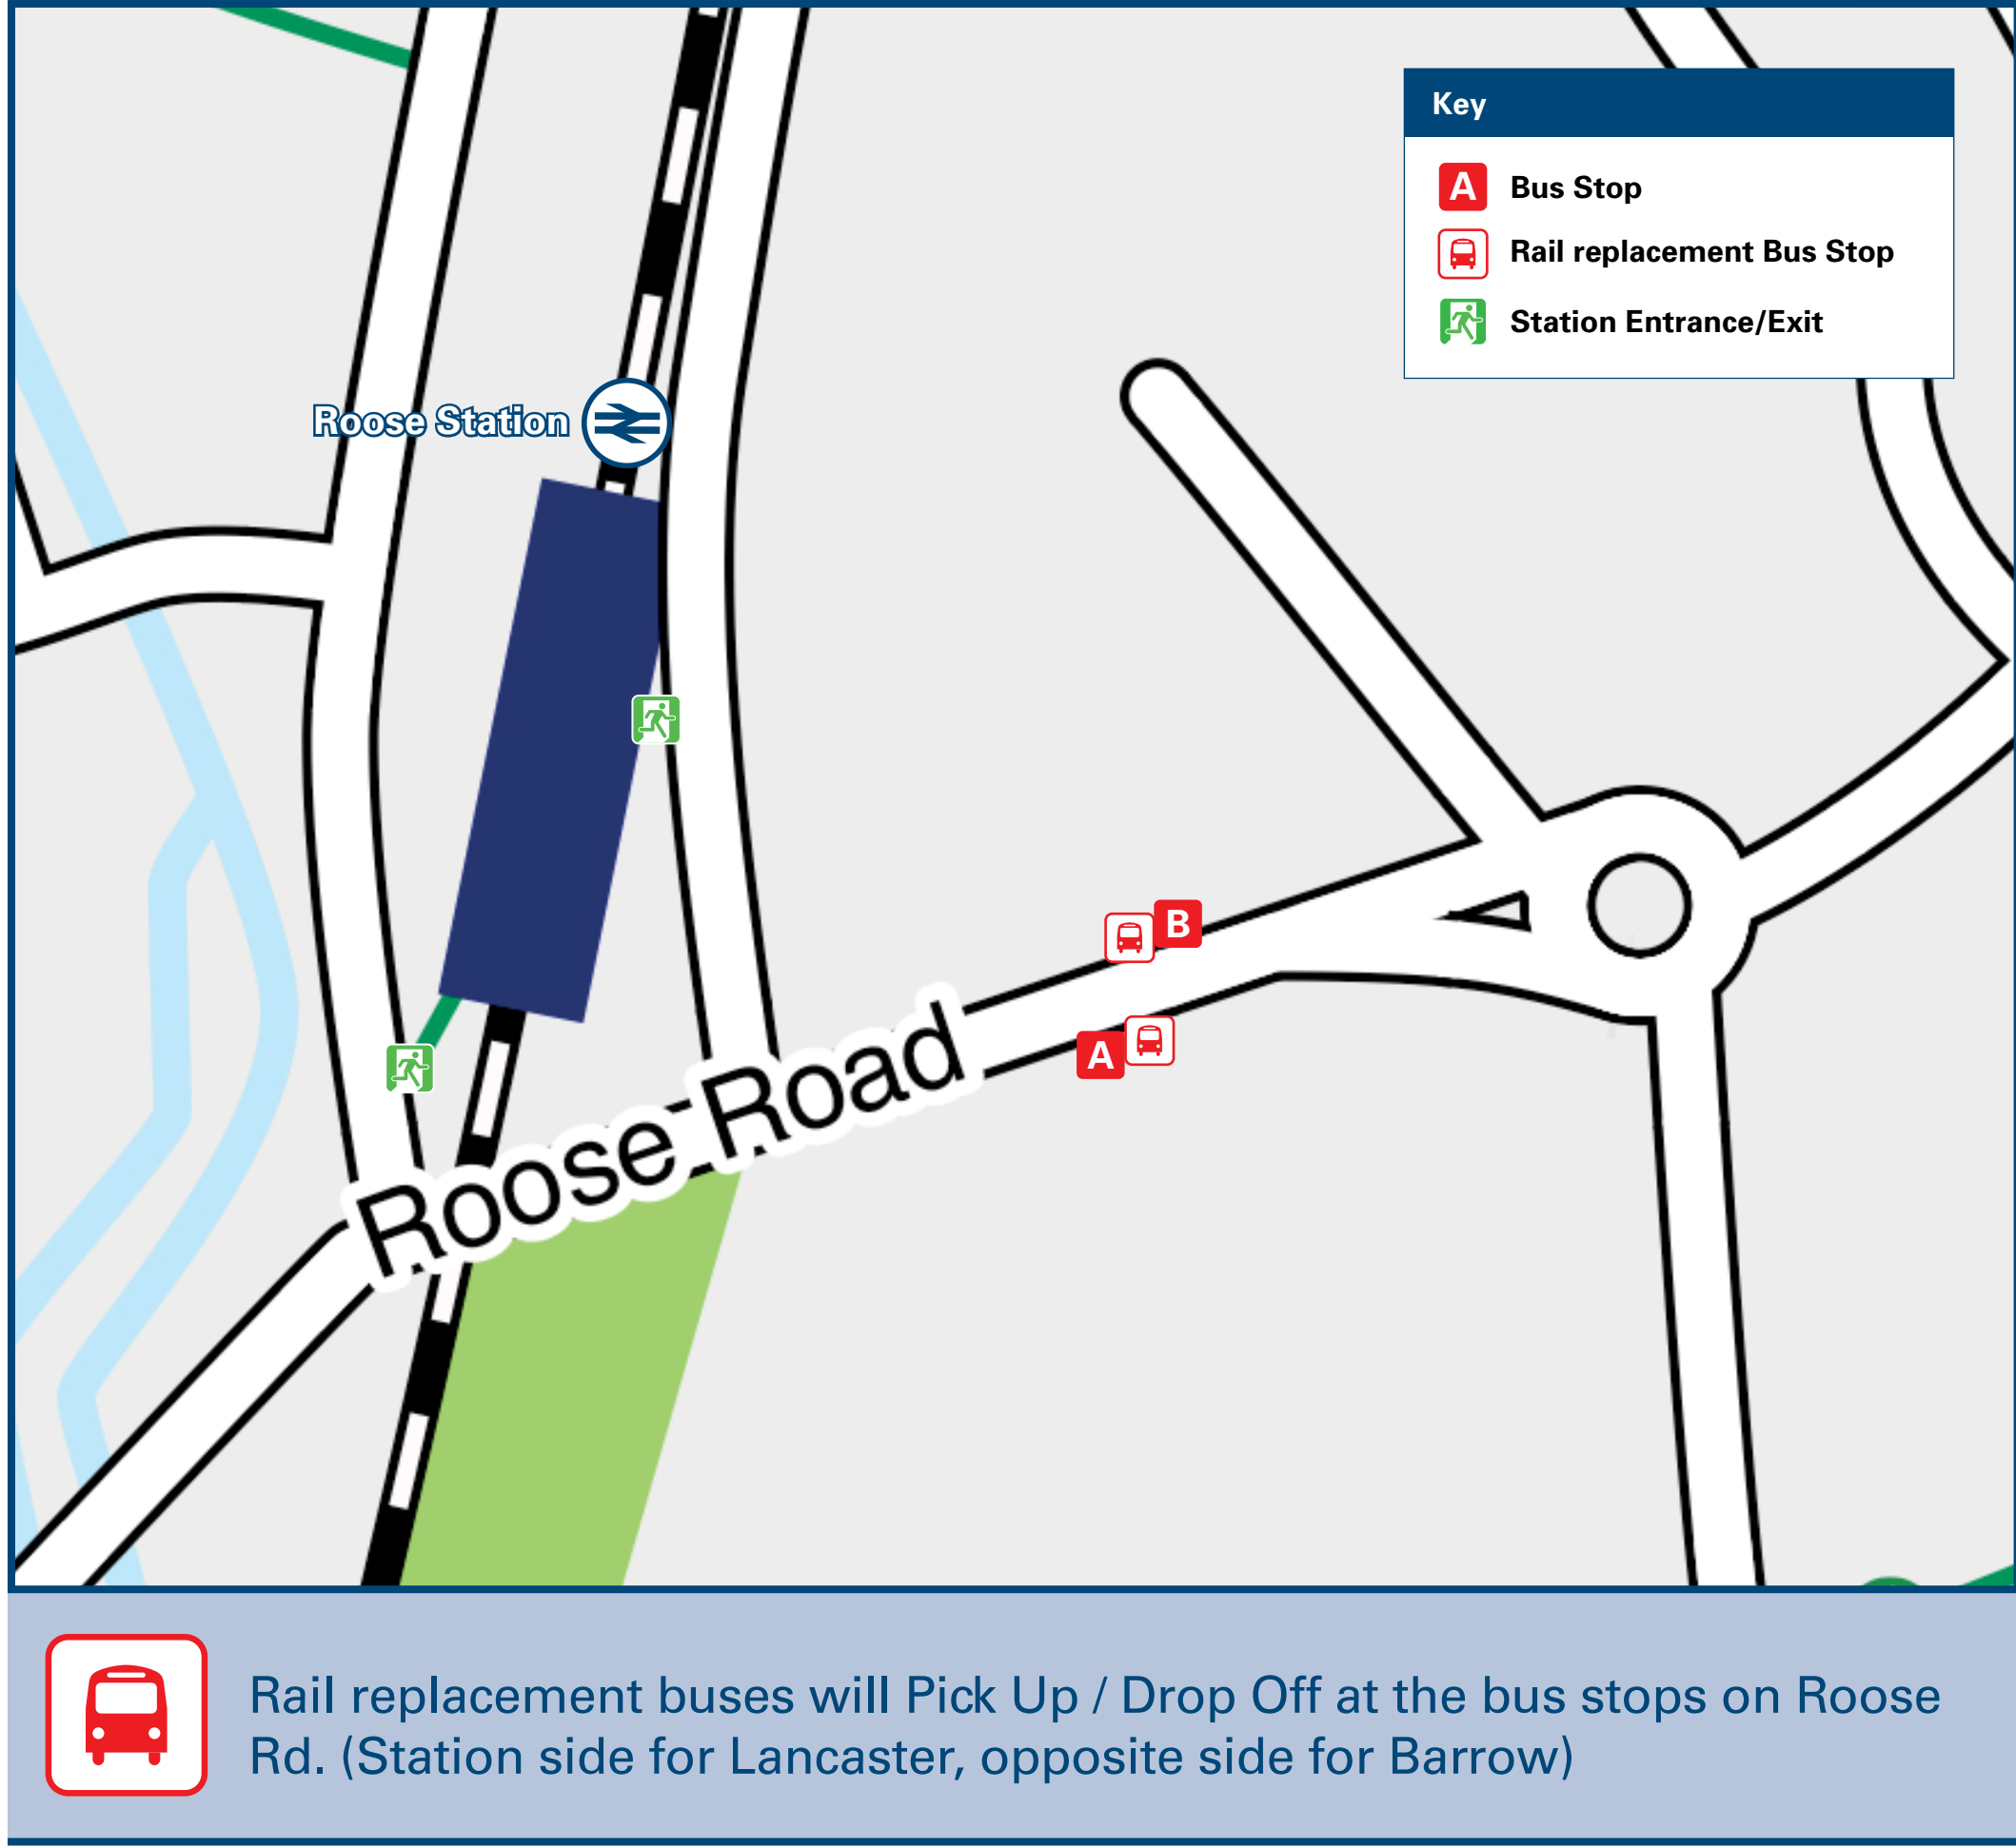 Key
A Bus Stop
Rail replacement Bus Stop
Station Entrance/Exit
Roose Station
B
A
Roose Road
Rail replacement buses will Pick Up / Drop Off at the bus stops on Roose
Rd. (Station side for Lancaster, opposite side for Barrow)